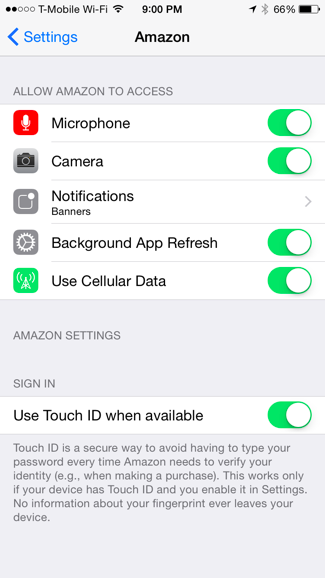 T-Mobile Wi-Fi 9:00 PM 66%
Settings Amazon
ALLOW AMAZON TO ACCESS
Microphone
Camera
Notifications
Banners
Background App Refresh
Use Cellular Data
AMAZON SETTINGS
SIGN IN
Use Touch ID when available
Touch ID is a secure way to avoid having to type your
password every time Amazon needs to verify your
identity (e.g., when making a purchase). This works only
if your device has Touch ID and you enable it in Settings.
No information about your fingerprint ever leaves your
device.